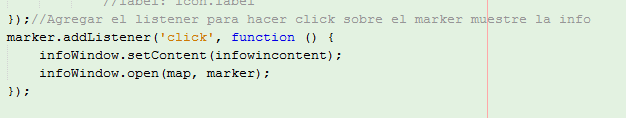 //label: icon.label
});//Agregar el listener para hacer click sobre el marker muestre la info
marker.addListener('click', function () {
infoWindow.setContent(infowincontent);
infoWindow.open(map, marker);
});